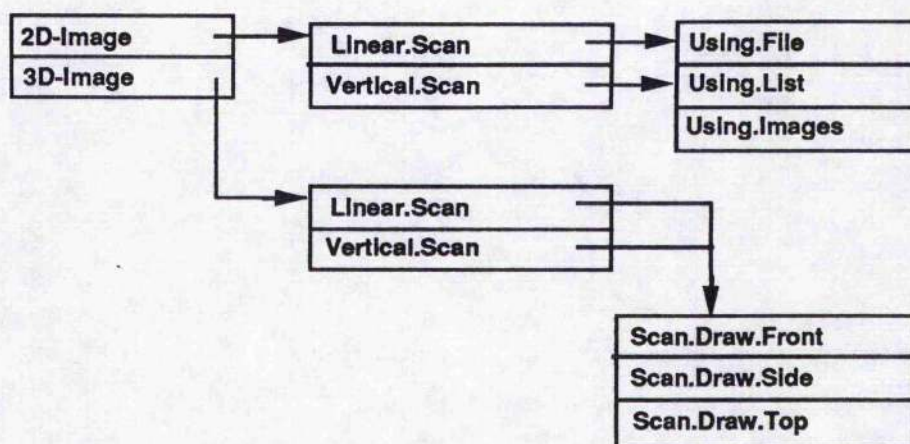 2D-Image
3D-Image
Linear.Scan
Vertical.Scan
Using.File
Using.List
Using.Images
Linear.Scan
Vertical.Scan
Scan.Draw.Front
Scan.Draw.Side
Scan.Draw.Top